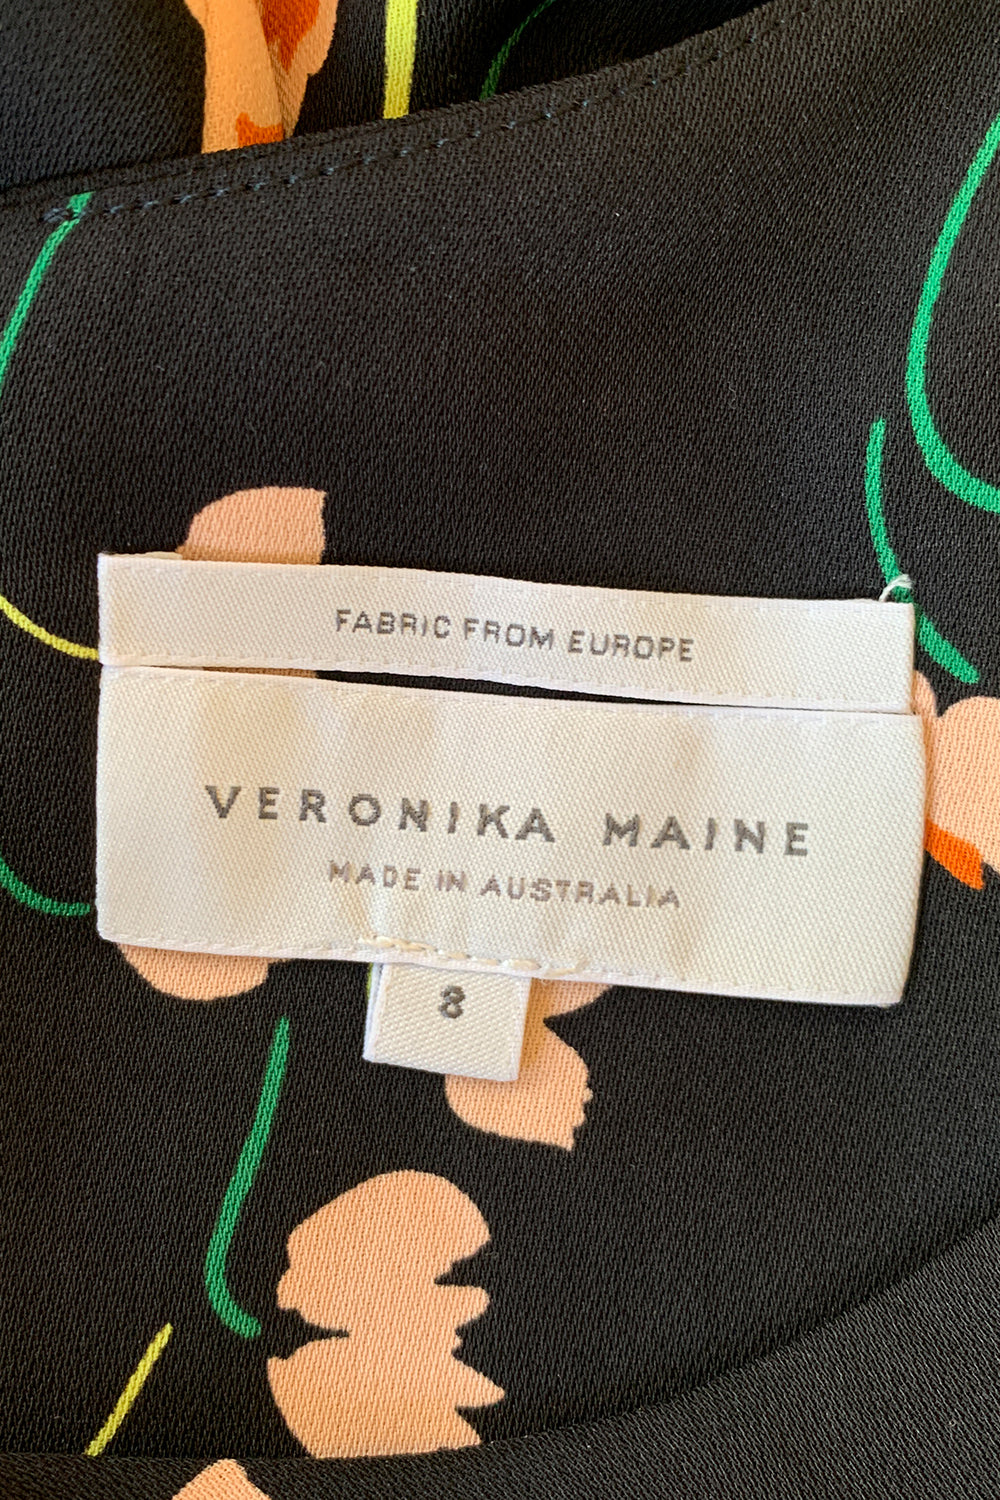 FABRIC FROM EUROPE
VERONIKA MAINE
MADE IN AUSTRALIA
8